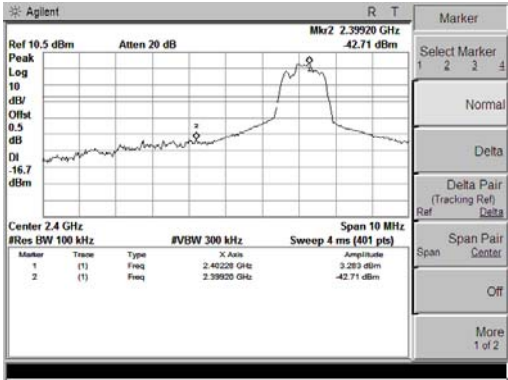 Agilent R T
Mkr2 2.39920 GHz
Ref 10.5 dBm Atten 20 dB -42.71 dBm
Peak
Log
10
dB/
Offst
0.5
dB
DI
-16.7
dBm
1
2
Center 2.4 GHz Span 10 MHz
#Res BW 100 kHz #VBW 300 kHz Sweep 4 ms (401 pts)
Marker Trace Type X Axis Amplitude
1 (1) Freq 2.40228 GHz 3.283 dBm
2 (1) Freq 2.39920 GHz -42.71 dBm
Marker
Select Marker
1 2 3 4
Normal
Delta
Delta Pair
(Tracking Ref)
Ref Delta
Span Pair
Span Center
Off
More
1 of 2